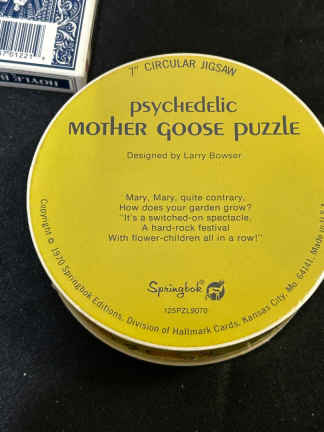 7" CIRCULAR JIGSAW
psychedelic
MOTHER GOOSE PUZZLE
Designed by Larry Bowser
Mary, Mary, quite contrary,
How does your garden grow?
"It's a switched-on spectacle,
A hard-rock festival
With flower-children all in a row!"
Springbok
125PZL9070
Copyright © 1970 Springbok Editions, Division of Hallmark Cards, Kansas City, Mo. 64141. Made in U.S.A.